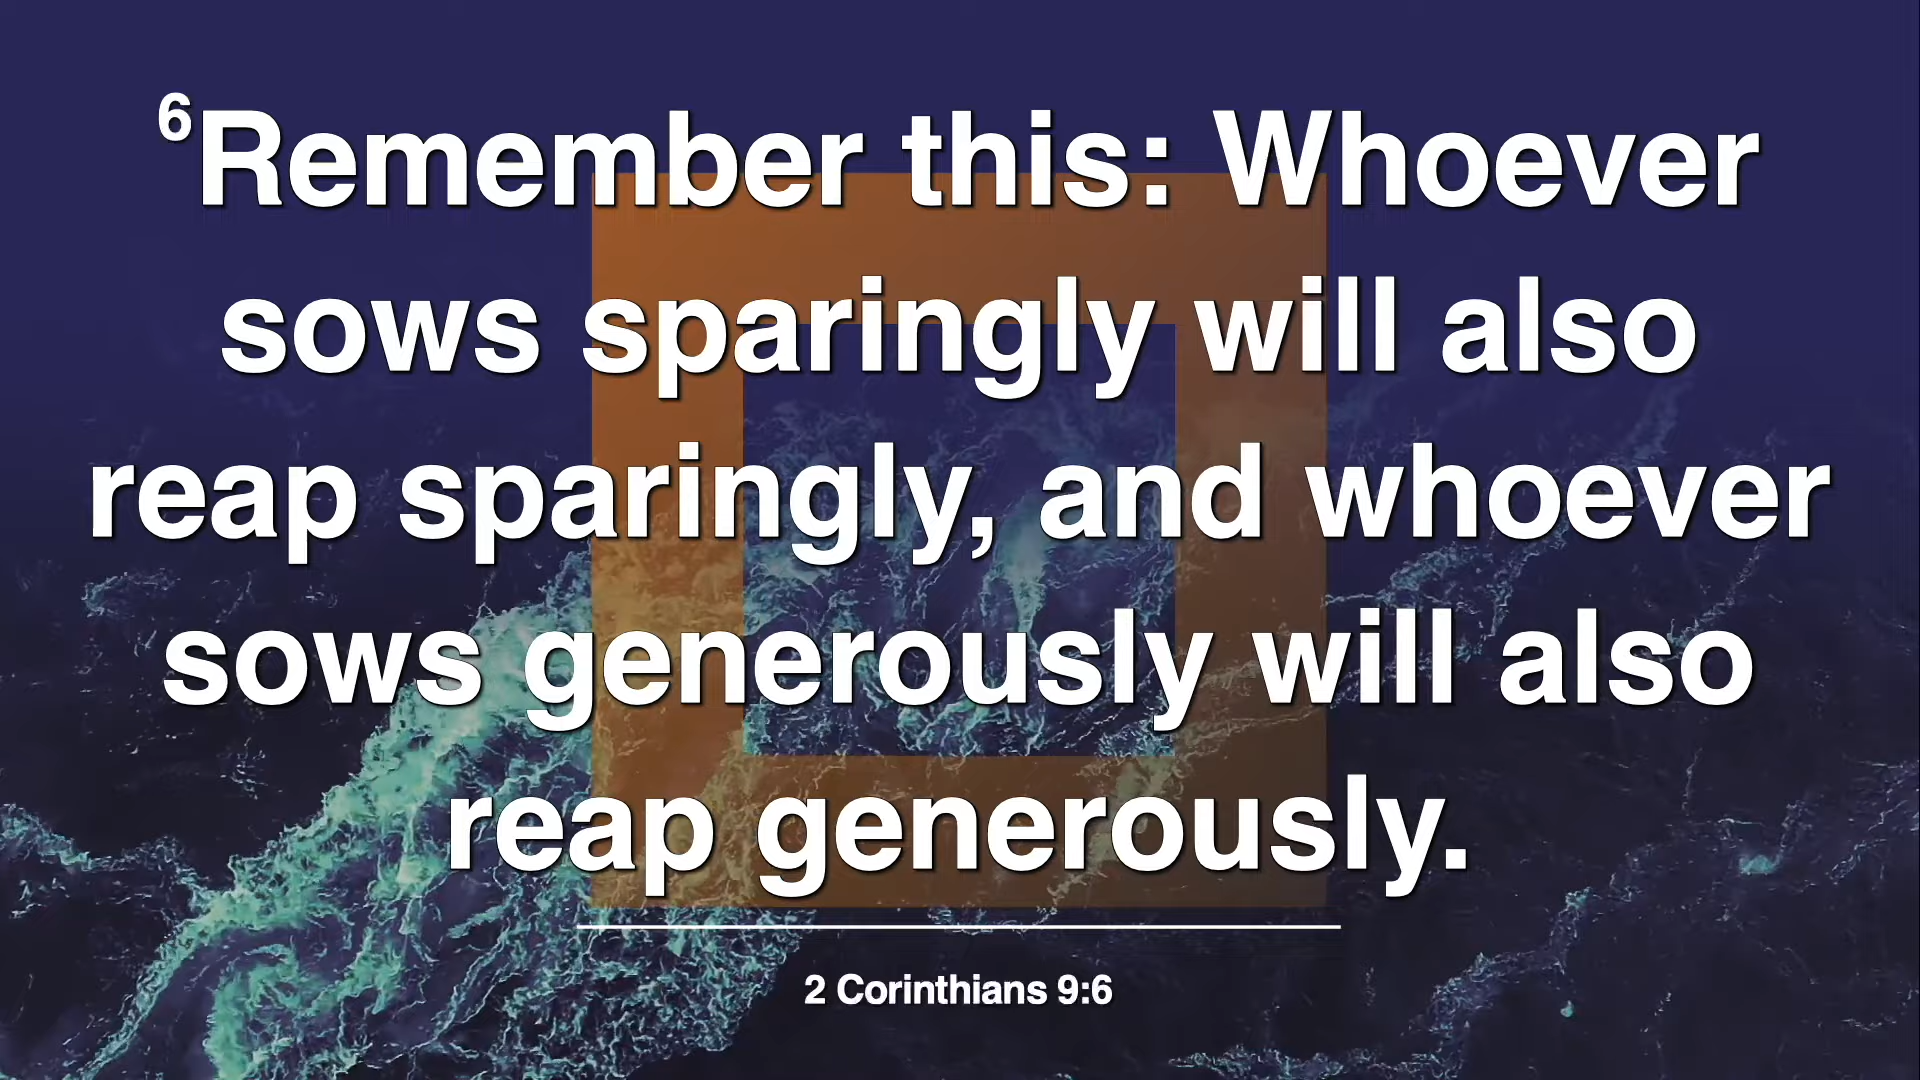 6Remember this: Whoever
sows sparingly will also
reap sparingly, and whoever
sows generously will also
reap generously.
2 Corinthians 9:6